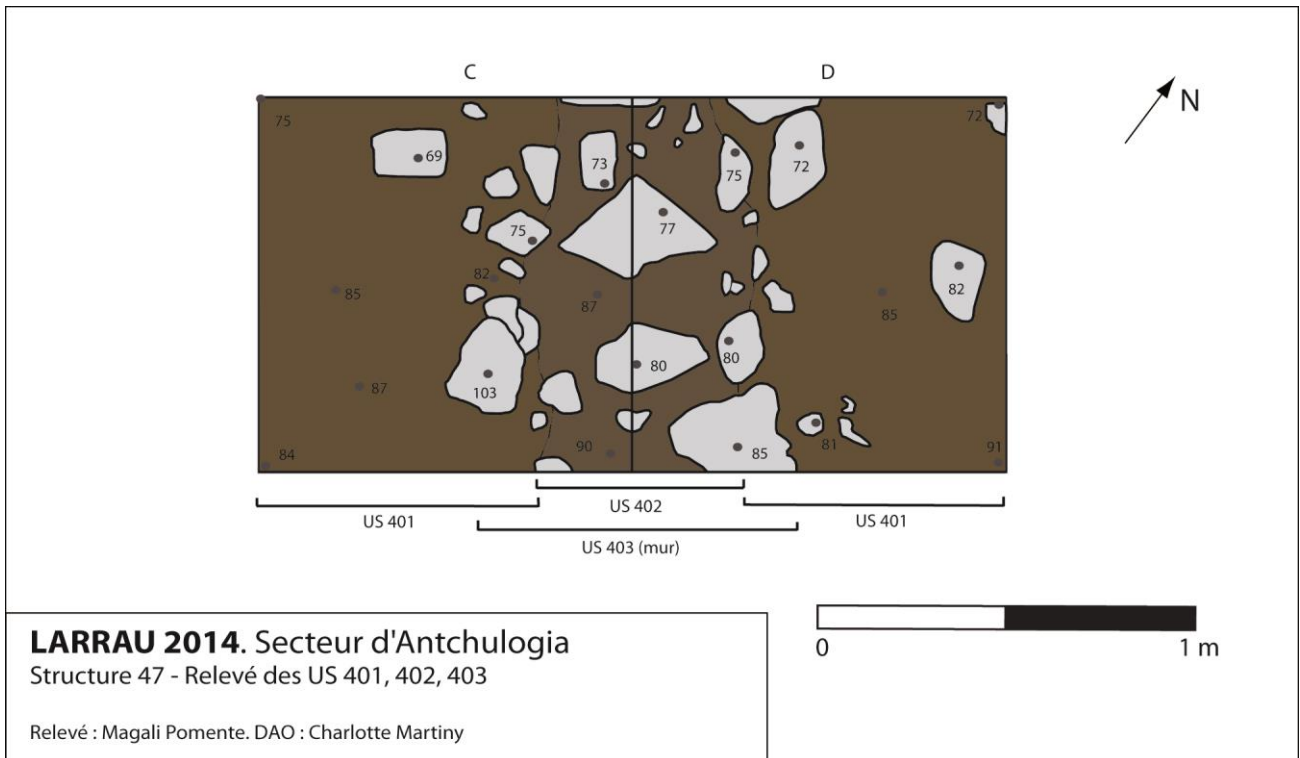 C D
N
75
72
69
73
75
72
75
77
82
85
87
85
82
103
80
80
87
90
85
81
84
91
US 402
US 401
US 401
US 403 (mur)
0 1 m
LARRAU 2014. Secteur d'Antchulogia
Structure 47 - Relevé des US 401, 402, 403
Relevé : Magali Pomente. DAO : Charlotte Martiny